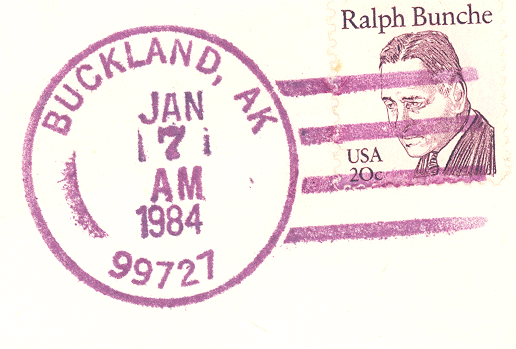 BUCKLAND, AK
JAN
7
AM
1984
99727
Ralph Bunche
USA
20c